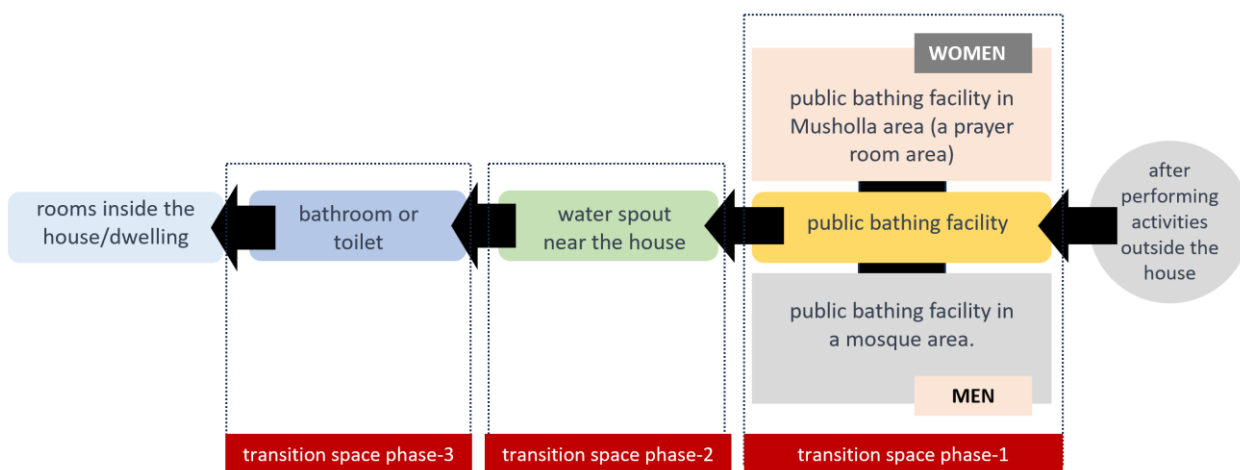 WOMEN
public bathing facility in
Musholla area (a prayer
room area)
rooms inside the
house/dwelling
bathroom or
toilet
water spout
near the house
public bathing facility
after
performing
activities
outside the
house
public bathing facility in
a mosque area.
MEN
transition space phase-3
transition space phase-2
transition space phase-1